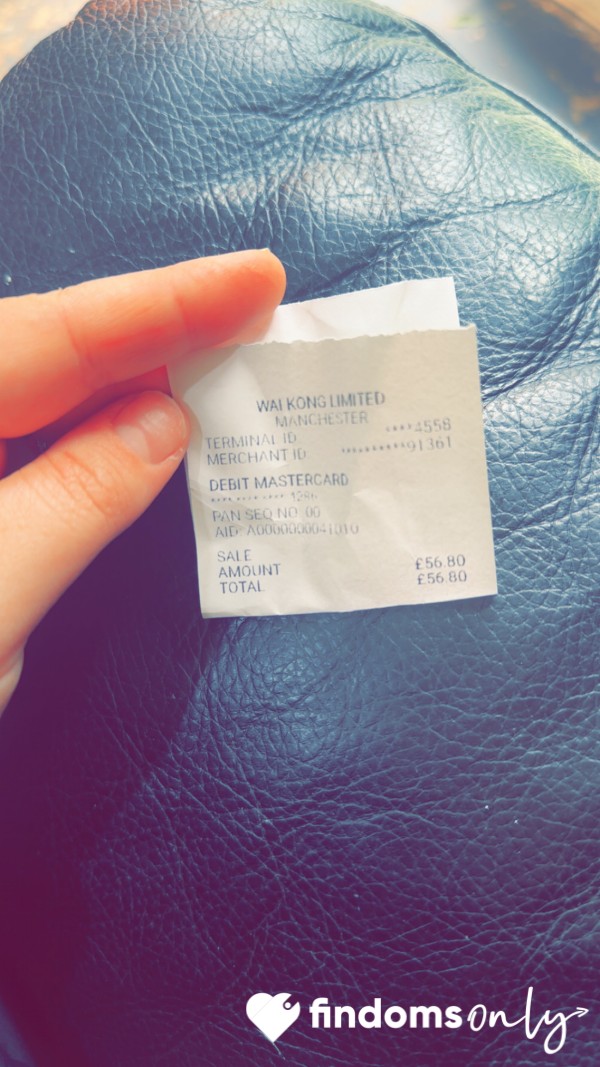 WAI KONG LIMITED
MANCHESTER
TERMINAL ID ****4558
MERCHANT ID **********91361
DEBIT MASTERCARD
**** **** **** 1286
PAN SEQ NO. 00
AID: A0000000041010
SALE
AMOUNT £56.80
TOTAL £56.80
findomsonly